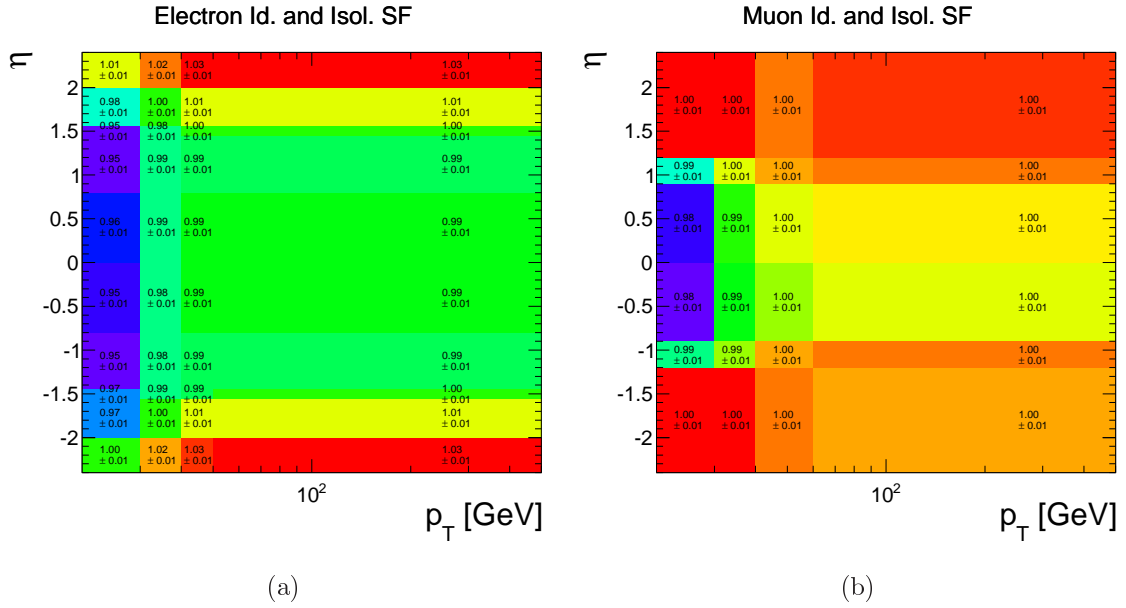 Electron Id. and Isol. SF
Muon Id. and Isol. SF
η
2
1.5
1
0.5
0
-0.5
-1
-1.5
-2
1.01 1.02 1.03 1.03
± 0.01 ± 0.01 ± 0.01 ± 0.01
0.98 1.00 1.01 1.01
± 0.01 ± 0.01 ± 0.01 ± 0.01
0.95 0.98 1.00 1.00
± 0.01 ± 0.01 ± 0.01 ± 0.01
0.95 0.99 0.99 0.99
± 0.01 ± 0.01 ± 0.01 ± 0.01
0.96 0.99 0.99 0.99
± 0.01 ± 0.01 ± 0.01 ± 0.01
0.95 0.98 0.99 0.99
± 0.01 ± 0.01 ± 0.01 ± 0.01
0.95 0.98 0.99 0.99
± 0.01 ± 0.01 ± 0.01 ± 0.01
0.97 0.99 0.99 1.00
± 0.01 ± 0.01 ± 0.01 ± 0.01
0.97 1.00 1.01 1.01
± 0.01 ± 0.01 ± 0.01 ± 0.01
1.00 1.02 1.03 1.03
± 0.01 ± 0.01 ± 0.01 ± 0.01
10²
p_T [GeV]
(a)
η
2
1.5
1
0.5
0
-0.5
-1
-1.5
-2
1.00 1.00 1.00 1.00
± 0.01 ± 0.01 ± 0.01 ± 0.01
0.99 1.00 1.00 1.00
± 0.01 ± 0.01 ± 0.01 ± 0.01
0.98 0.99 1.00 1.00
± 0.01 ± 0.01 ± 0.01 ± 0.01
0.98 0.99 1.00 1.00
± 0.01 ± 0.01 ± 0.01 ± 0.01
0.99 0.99 1.00 1.00
± 0.01 ± 0.01 ± 0.01 ± 0.01
1.00 1.00 1.00 1.00
± 0.01 ± 0.01 ± 0.01 ± 0.01
10²
p_T [GeV]
(b)